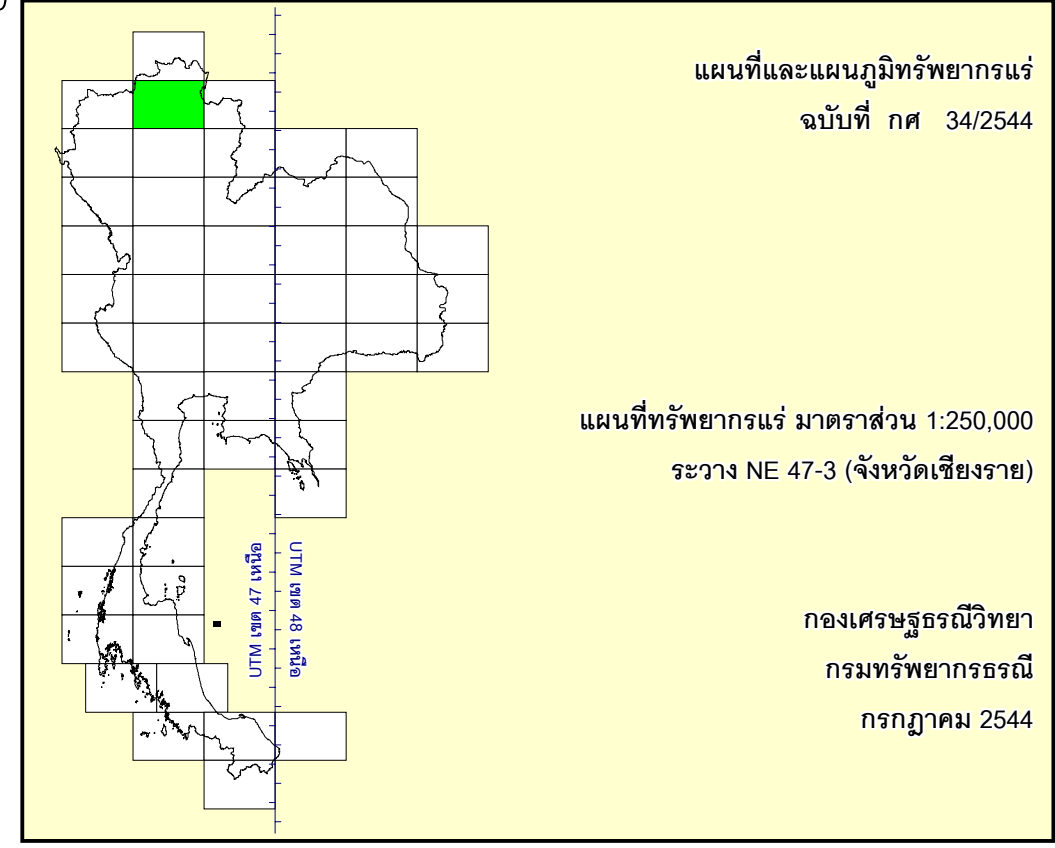 แผนที่และแผนภูมิทรัพยากรแร่
ฉบับที่ กศ 34/2544
แผนที่ทรัพยากรแร่ มาตราส่วน 1:250,000
ระวาง NE 47-3 (จังหวัดเชียงราย)
UTM เขต 47 เหนือ
UTM เขต 48 เหนือ
กองเศรษฐธรณีวิทยา
กรมทรัพยากรธรณี
กรกฎาคม 2544